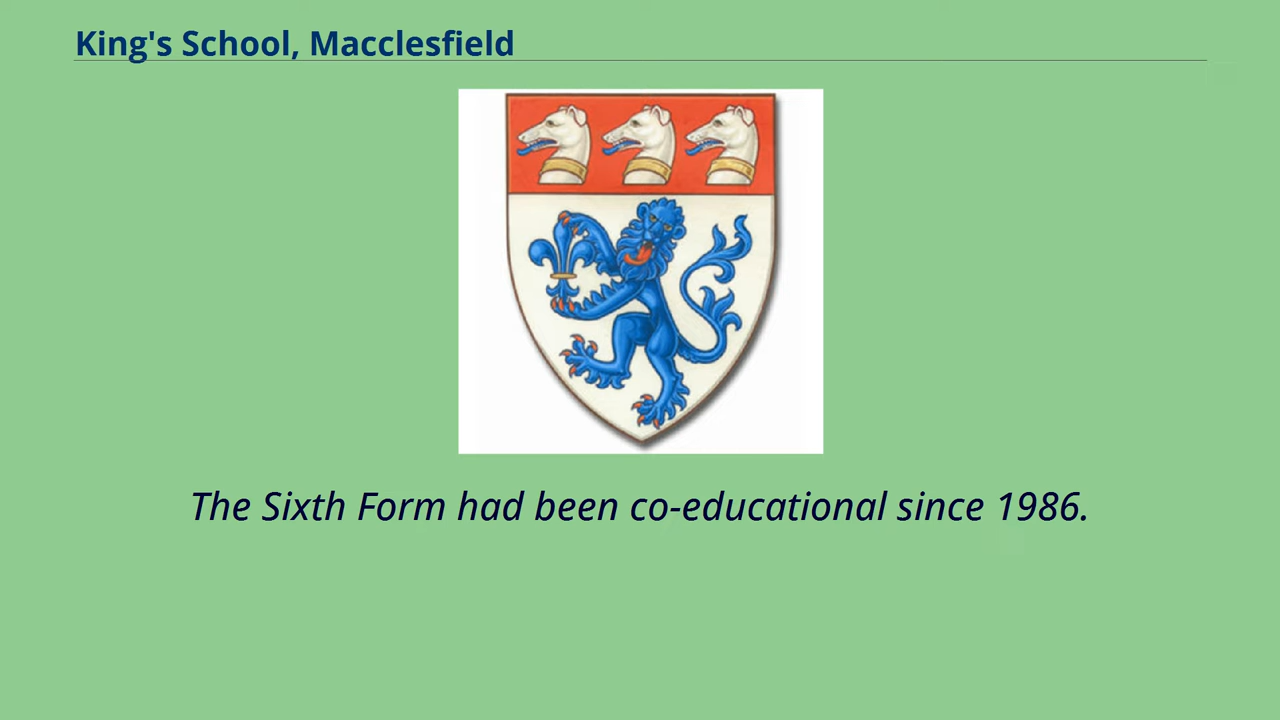 King's School, Macclesfield
The Sixth Form had been co-educational since 1986.